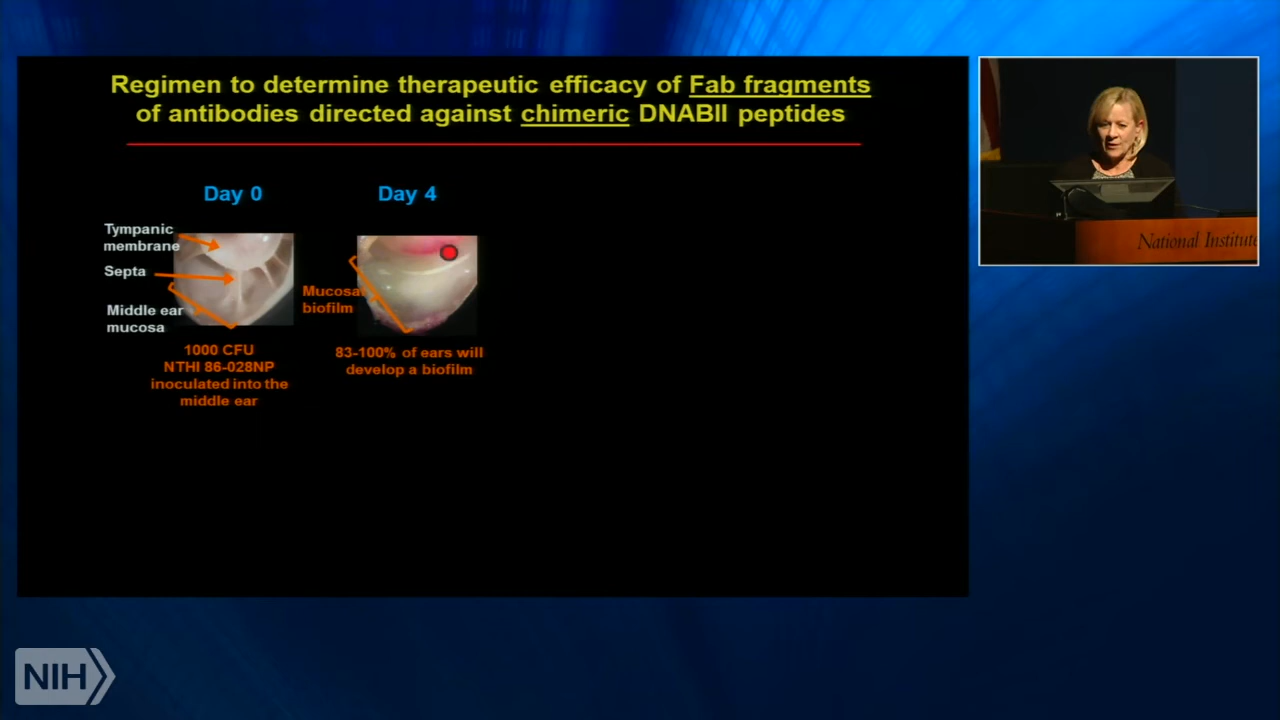 Regimen to determine therapeutic efficacy of Fab fragments
of antibodies directed against chimeric DNABII peptides
Day 0
Day 4
Tympanic
membrane
Septa
Middle ear
mucosa
Mucosal
biofilm
1000 CFU
NTHI 86-028NP
inoculated into the
middle ear
83-100% of ears will
develop a biofilm
National Institute
NIH